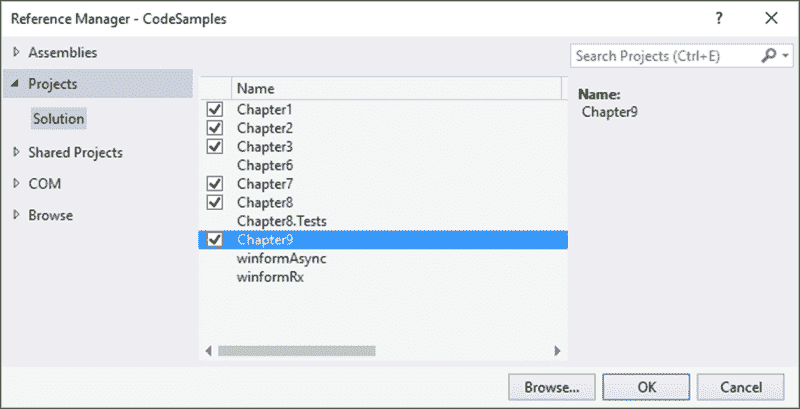 Reference Manager - CodeSamples
?
Assemblies
Projects
Solution
Shared Projects
COM
Browse
Name
Chapter1
Chapter2
Chapter3
Chapter6
Chapter7
Chapter8
Chapter8.Tests
Chapter9
winformAsync
winformRx
Search Projects (Ctrl+E)
Name:
Chapter9
Browse...
OK
Cancel